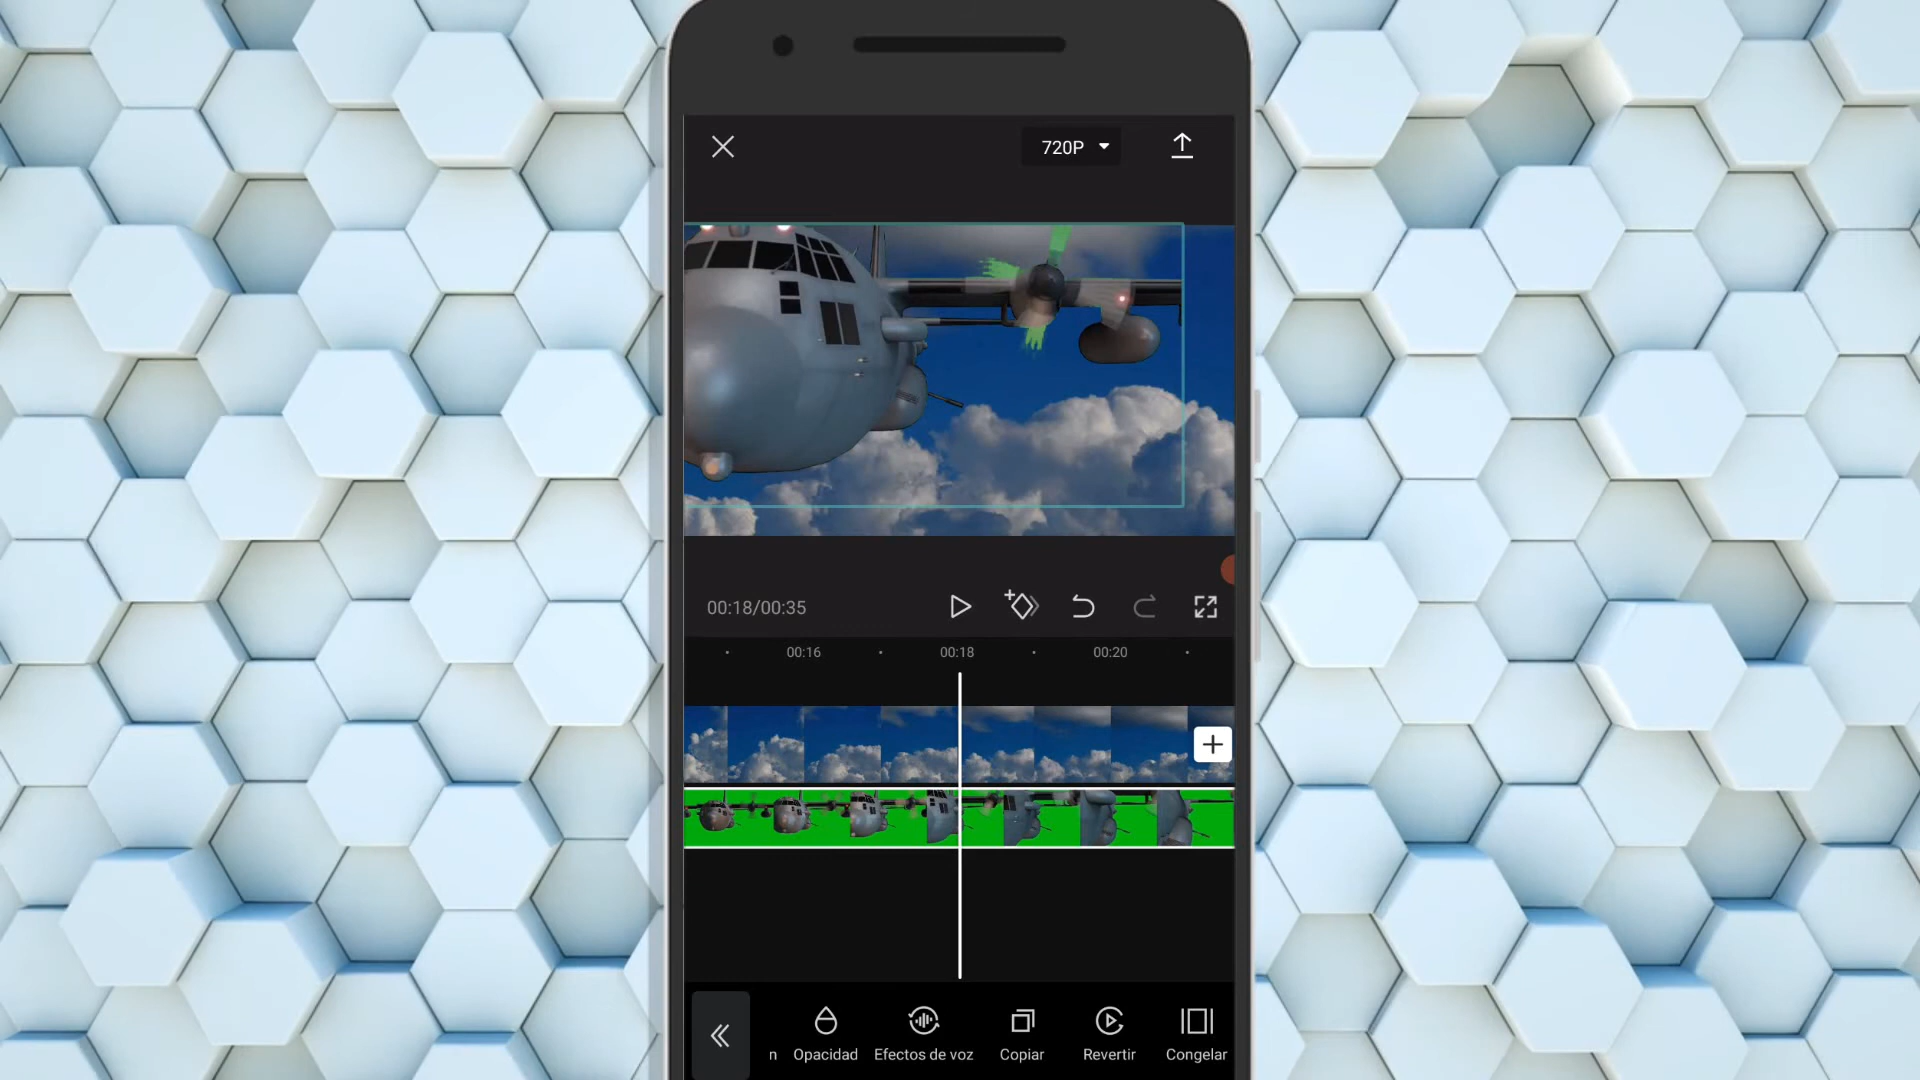 720P
00:18/00:35
00:16 00:18 00:20
n Opacidad Efectos de voz Copiar Revertir Congelar